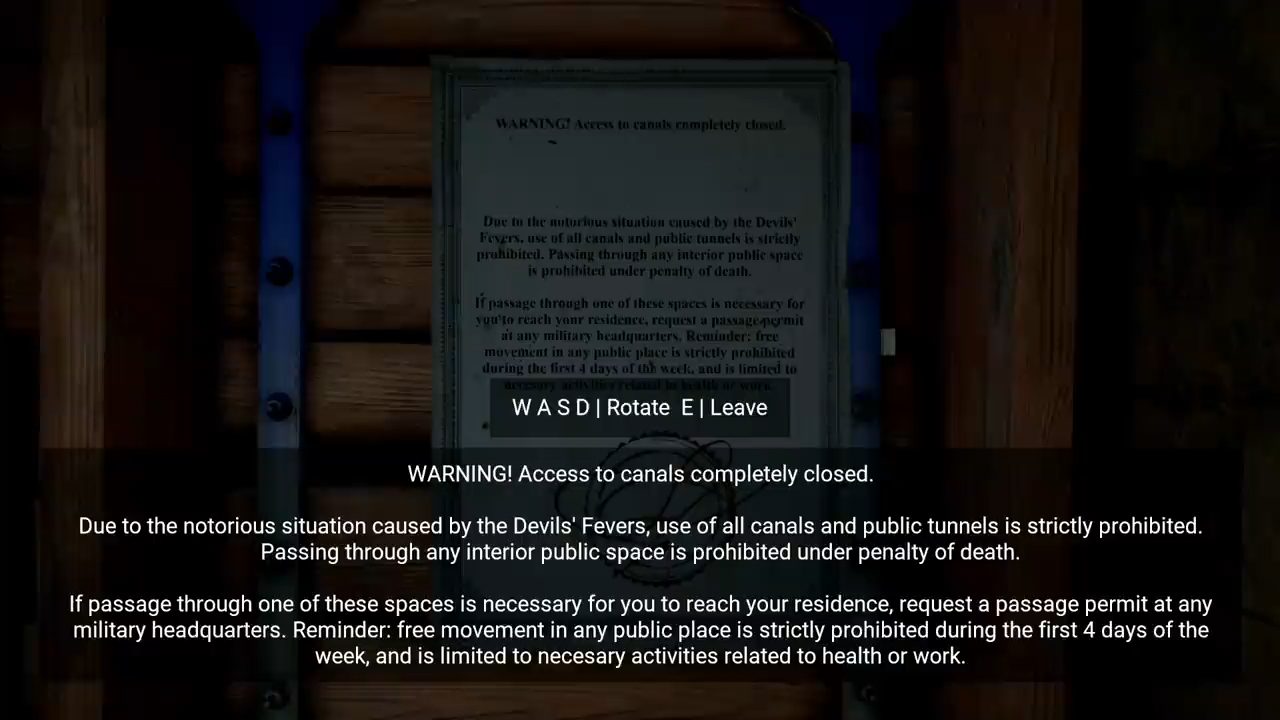 WARNING! Access to canals completely closed.
Due to the notorious situation caused by the Devils'
Fevers, use of all canals and public tunnels is strictly
prohibited. Passing through any interior public space
is prohibited under penalty of death.
If passage through one of these spaces is necessary for
you to reach your residence, request a passage permit
at any military headquarters. Reminder: free
movement in any public place is strictly prohibited
during the first 4 days of the week, and is limited to
necesary activities related to health or work.
W A S D | Rotate E | Leave
WARNING! Access to canals completely closed.
Due to the notorious situation caused by the Devils' Fevers, use of all canals and public tunnels is strictly prohibited.
Passing through any interior public space is prohibited under penalty of death.
If passage through one of these spaces is necessary for you to reach your residence, request a passage permit at any
military headquarters. Reminder: free movement in any public place is strictly prohibited during the first 4 days of the
week, and is limited to necesary activities related to health or work.